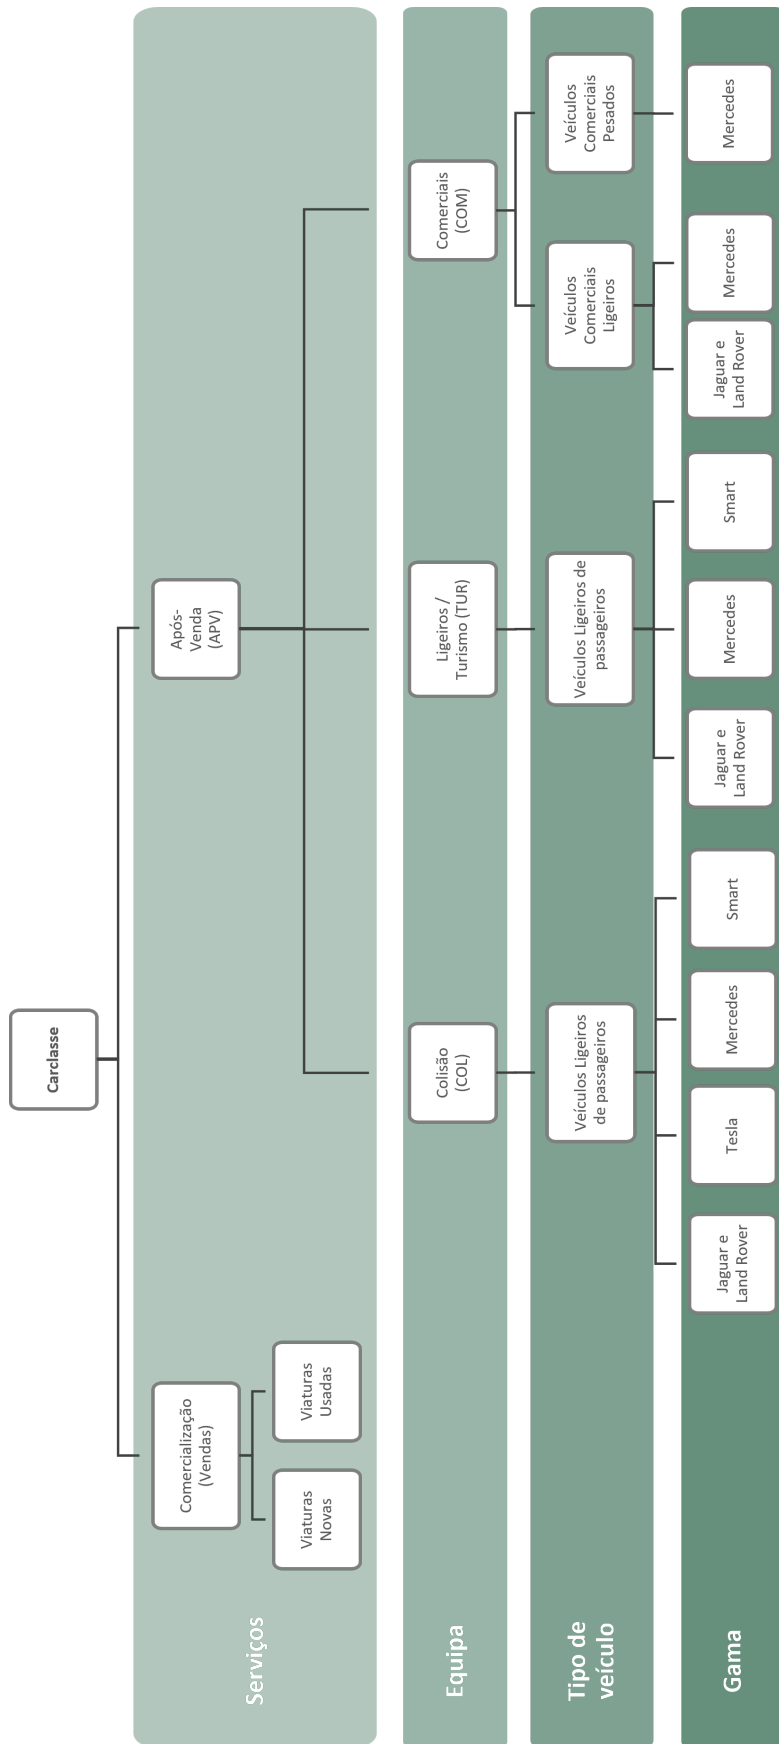 Carclasse
Serviços
Comercialização
(Vendas)
Após-
Venda
(APV)
Viaturas
Novas
Viaturas
Usadas
Equipa
Colisão
(COL)
Ligeiros /
Turismo (TUR)
Comerciais
(COM)
Tipo de
veículo
Veículos Ligeiros
de passageiros
Veículos Ligeiros de
passageiros
Veículos
Comerciais
Ligeiros
Veículos
Comerciais
Pesados
Gama
Jaguar e
Land Rover
Tesla
Mercedes
Smart
Jaguar e
Land Rover
Mercedes
Smart
Jaguar e
Land Rover
Mercedes
Mercedes